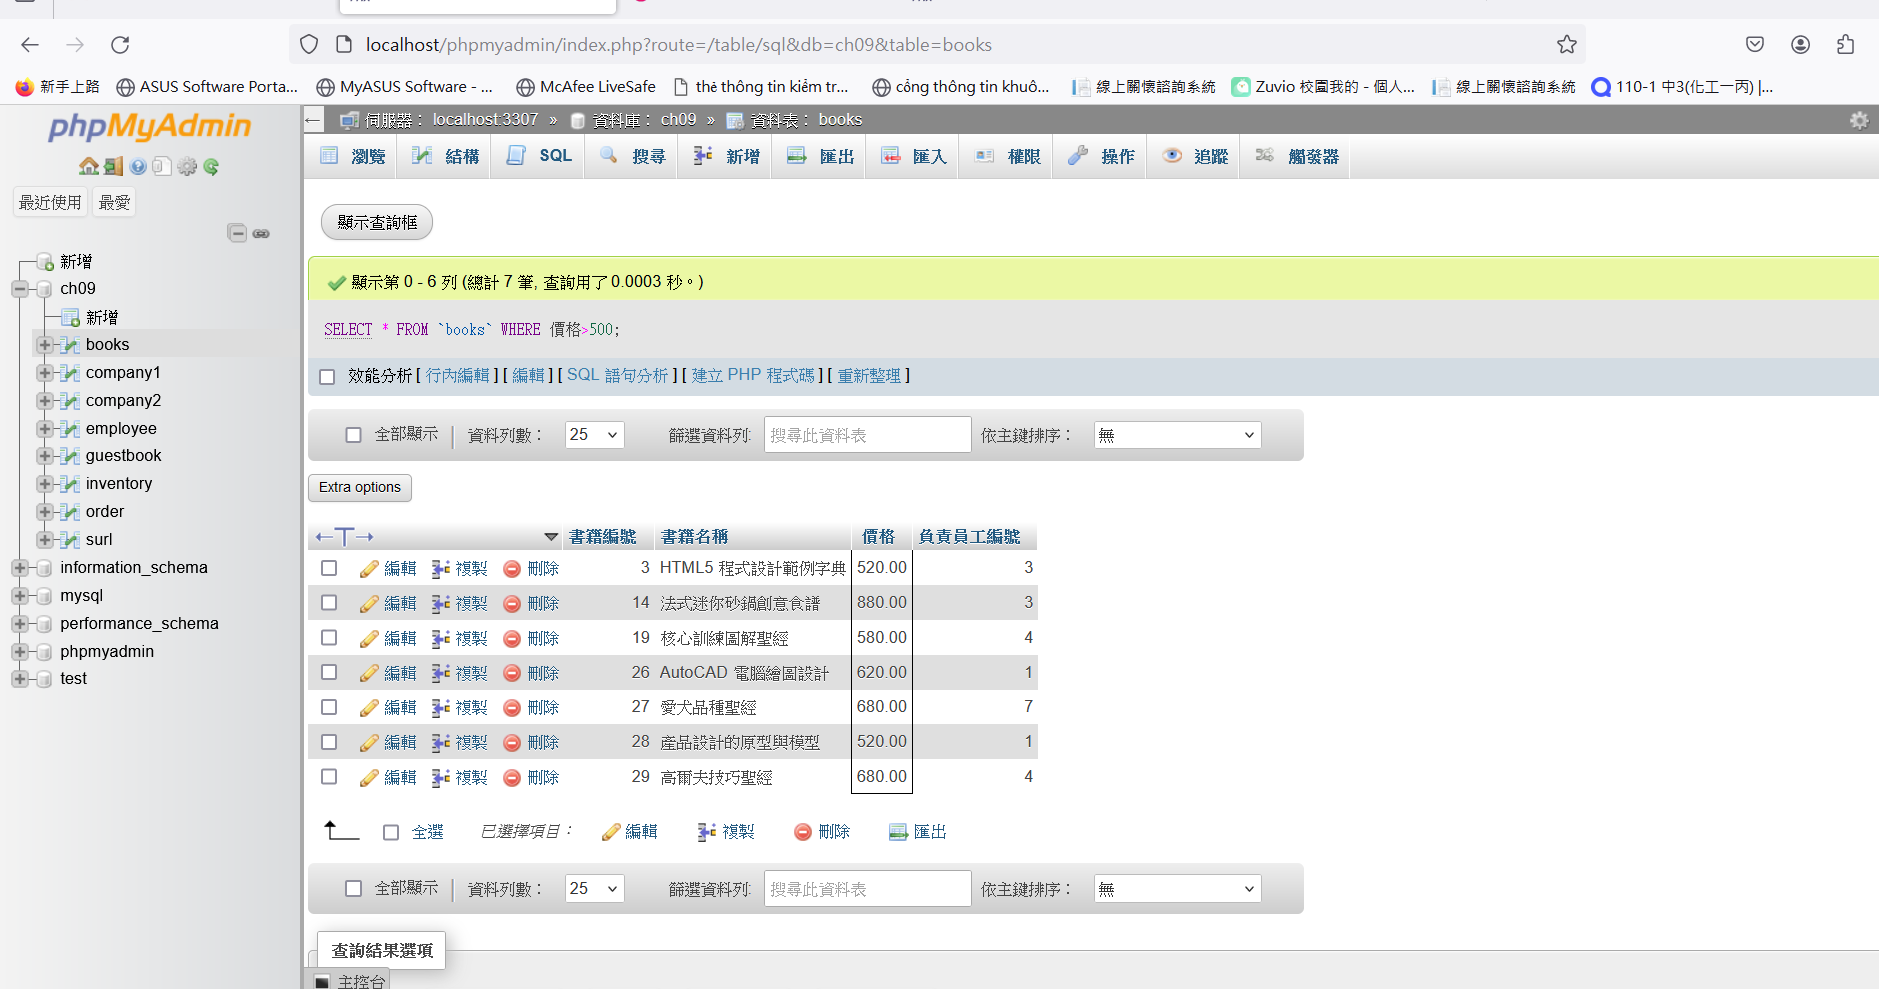 localhost/phpmyadmin/index.php?route=/table/sql&db=ch09&table=books
新手上路 ASUS Software Porta... MyASUS Software - ... McAfee LiveSafe thẻ thông tin kiểm tr... cổng thông tin khuô... 線上關懷諮詢系統 Zuvio 校園我的 - 個人... 線上關懷諮詢系統 110-1 中3(化工一丙) |...
phpMyAdmin
最近使用 最愛
新增
ch09
新增
books
company1
company2
employee
guestbook
inventory
order
surl
information_schema
mysql
performance_schema
phpmyadmin
test
伺服器： localhost:3307 » 資料庫： ch09 » 資料表： books
瀏覽 結構 SQL 搜尋 新增 匯出 匯入 權限 操作 追蹤 觸發器
顯示查詢框
顯示第 0 - 6 列 (總計 7 筆, 查詢用了 0.0003 秒。)
SELECT * FROM `books` WHERE 價格>500;
效能分析 [ 行內編輯 ] [ 編輯 ] [ SQL 語句分析 ] [ 建立 PHP 程式碼 ] [ 重新整理 ]
全部顯示 資料列數： 25 篩選資料列: 搜尋此資料表 依主鍵排序： 無
Extra options
書籍編號 書籍名稱 價格 負責員工編號
編輯 複製 刪除 3 HTML5 程式設計範例字典 520.00 3
編輯 複製 刪除 14 法式迷你砂鍋創意食譜 880.00 3
編輯 複製 刪除 19 核心訓練圖解聖經 580.00 4
編輯 複製 刪除 26 AutoCAD 電腦繪圖設計 620.00 1
編輯 複製 刪除 27 愛犬品種聖經 680.00 7
編輯 複製 刪除 28 產品設計的原型與模型 520.00 1
編輯 複製 刪除 29 高爾夫技巧聖經 680.00 4
全選 已選擇項目： 編輯 複製 刪除 匯出
全部顯示 資料列數： 25 篩選資料列: 搜尋此資料表 依主鍵排序： 無
查詢結果選項
主控台